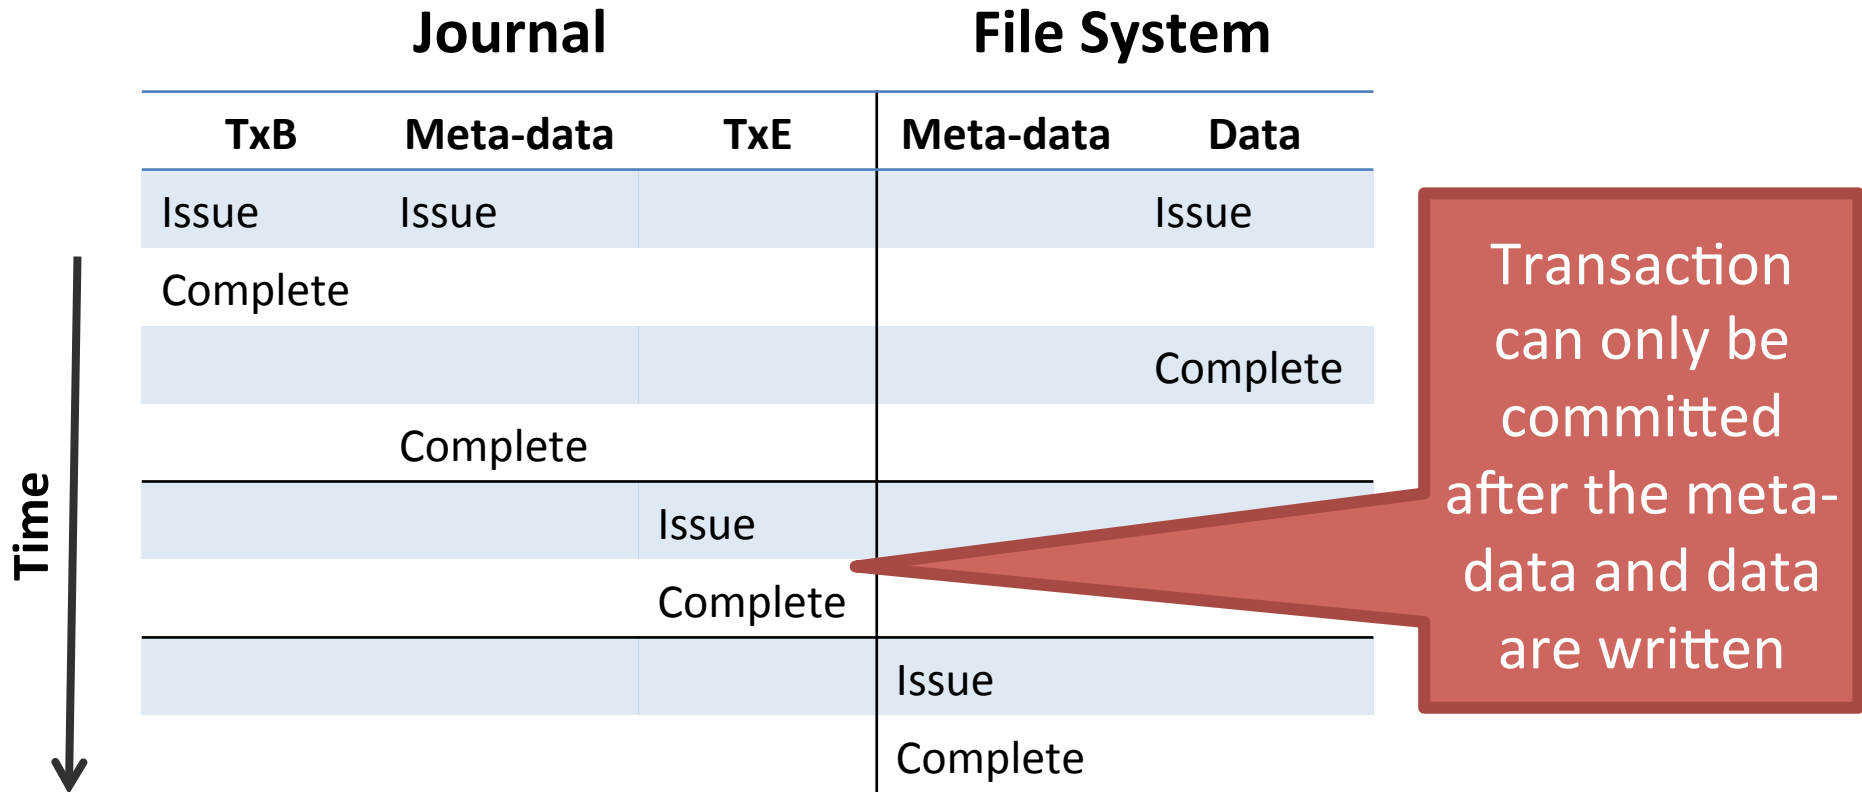 Journal File System
TxB Meta-data TxE Meta-data Data
Issue Issue Issue
Complete
Complete
Complete
Issue
Complete
Issue
Complete
Time
Transaction
can only be
committed
after the meta-
data and data
are written